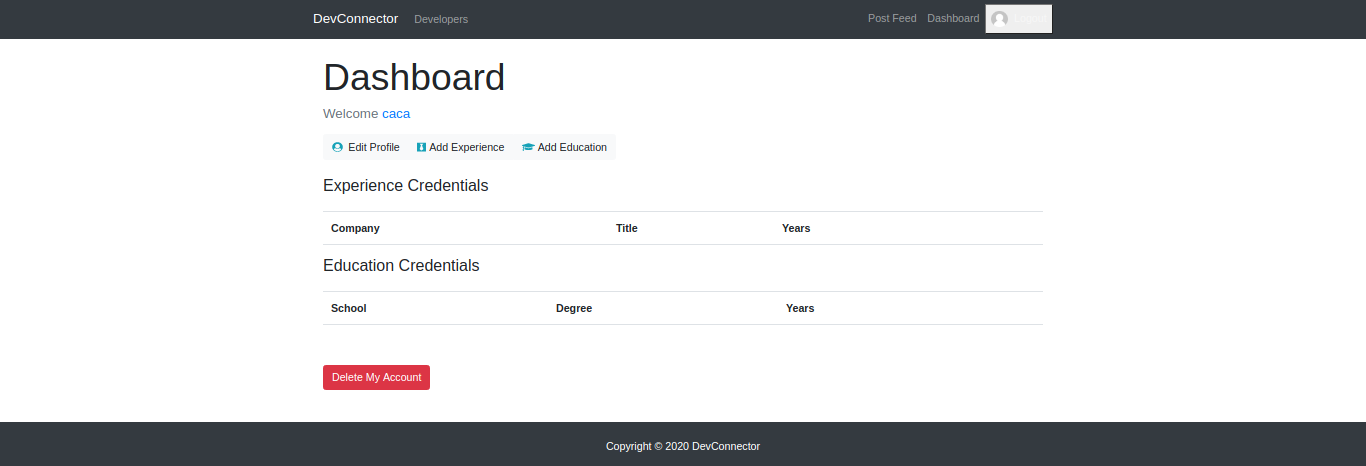 DevConnector Developers Post Feed Dashboard Logout
Dashboard
Welcome caca
Edit Profile Add Experience Add Education
Experience Credentials
Company Title Years
Education Credentials
School Degree Years
Delete My Account
Copyright © 2020 DevConnector